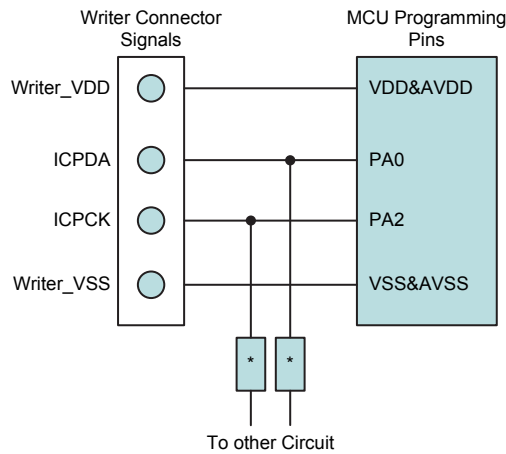 Writer Connector
Signals
MCU Programming
Pins
Writer_VDD
VDD&AVDD
ICPDA
PA0
ICPCK
PA2
Writer_VSS
VSS&AVSS
*
*
To other Circuit